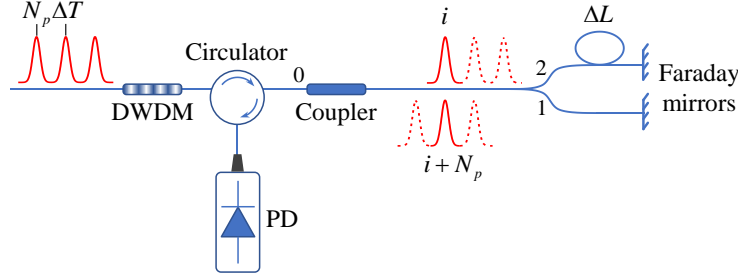 N_pΔT
i
ΔL
Circulator
0
2
Faraday
mirrors
DWDM
Coupler
1
i + N_p
PD